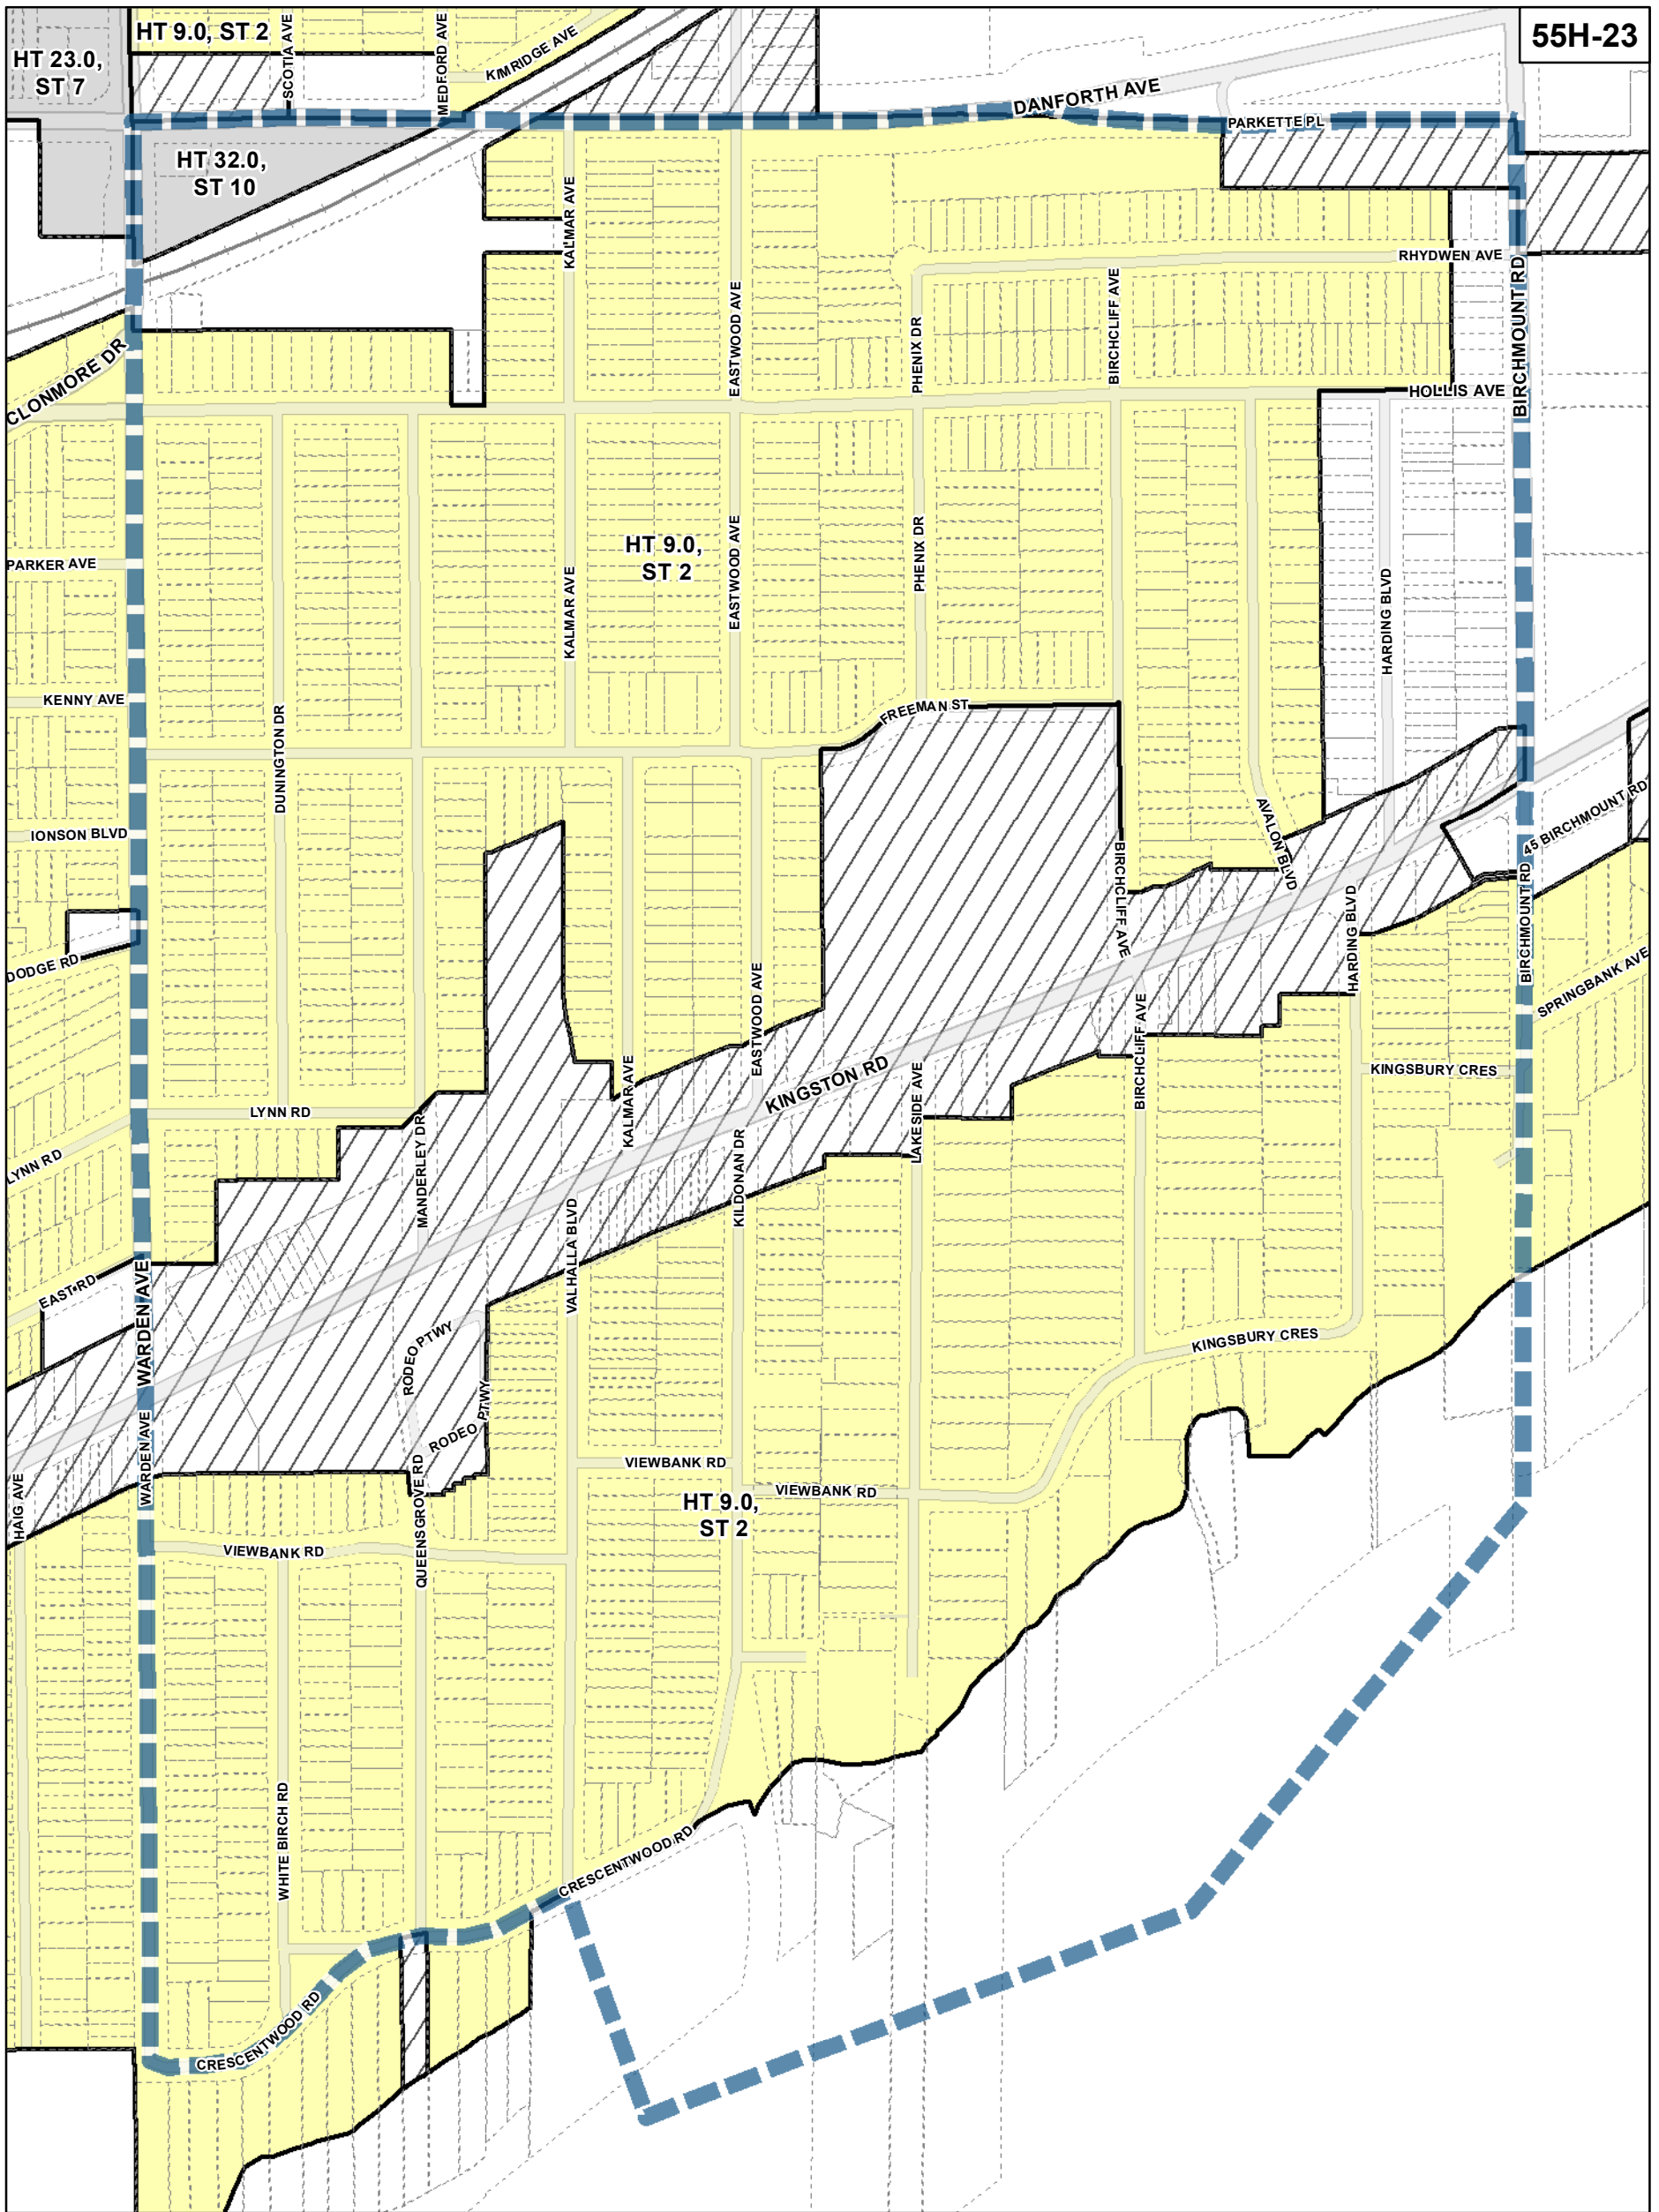 55H-23
HT 9.0, ST 2
HT 23.0,
ST 7
SCOTIA AVE
MEDFORD AVE
KIMRIDGE AVE
DANFORTH AVE
PARKETTE PL
HT 32.0,
ST 10
KALMAR AVE
EASTWOOD AVE
PHENIX DR
BIRCHCLIFF AVE
RHYDWEN AVE
BIRCHMOUNT RD
CLONMORE DR
HOLLIS AVE
PARKER AVE
HT 9.0,
ST 2
KALMAR AVE
EASTWOOD AVE
PHENIX DR
HARDING BLVD
KENNY AVE
DUNINGTON DR
FREEMAN ST
IONSON BLVD
AVALON BLVD
45 BIRCHMOUNT RD
BIRCHCLIFF AVE
HARDING BLVD
BIRCHMOUNT RD
DODGE RD
SPRINGBANK AVE
EASTWOOD AVE
KINGSTON RD
BIRCHCLIFF AVE
KINGSBURY CRES
LYNN RD
LYNN RD
MANDERLEY DR
KALMAR AVE
LAKESIDE AVE
KILDONAN DR
VALHALLA BLVD
EAST RD
WARDEN AVE
RODEO PTWY
KINGSBURY CRES
RODEO PTWY
WARDEN AVE
HAIG AVE
QUEENSGROVE RD
VIEWBANK RD
VIEWBANK RD
HT 9.0,
ST 2
VIEWBANK RD
WHITE BIRCH RD
CRESCENTWOOD RD
CRESCENTWOOD RD